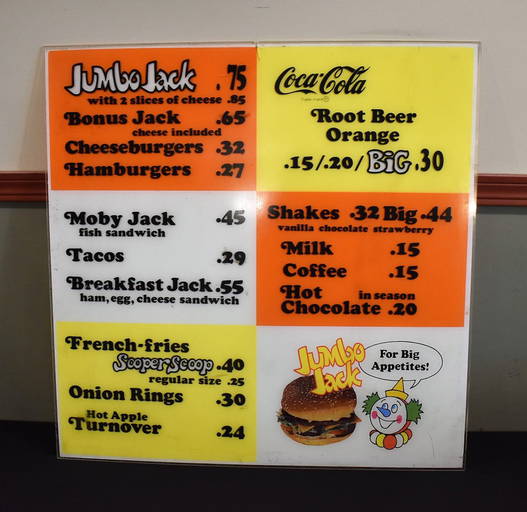 Jumbo Jack .75
with 2 slices of cheese .85
Bonus Jack .65
cheese included
Cheeseburgers .32
Hamburgers .27
Moby Jack .45
fish sandwich
Tacos .29
Breakfast Jack .55
ham, egg, cheese sandwich
French-fries
Sooper Scoop .40
regular size .25
Onion Rings .30
Hot Apple
Turnover .24
Coca-Cola
Root Beer
Orange
.15/.20/BIG .30
Shakes .32 Big .44
vanilla chocolate strawberry
Milk .15
Coffee .15
Hot in season
Chocolate .20
JUMBO
JACK
For Big
Appetites!